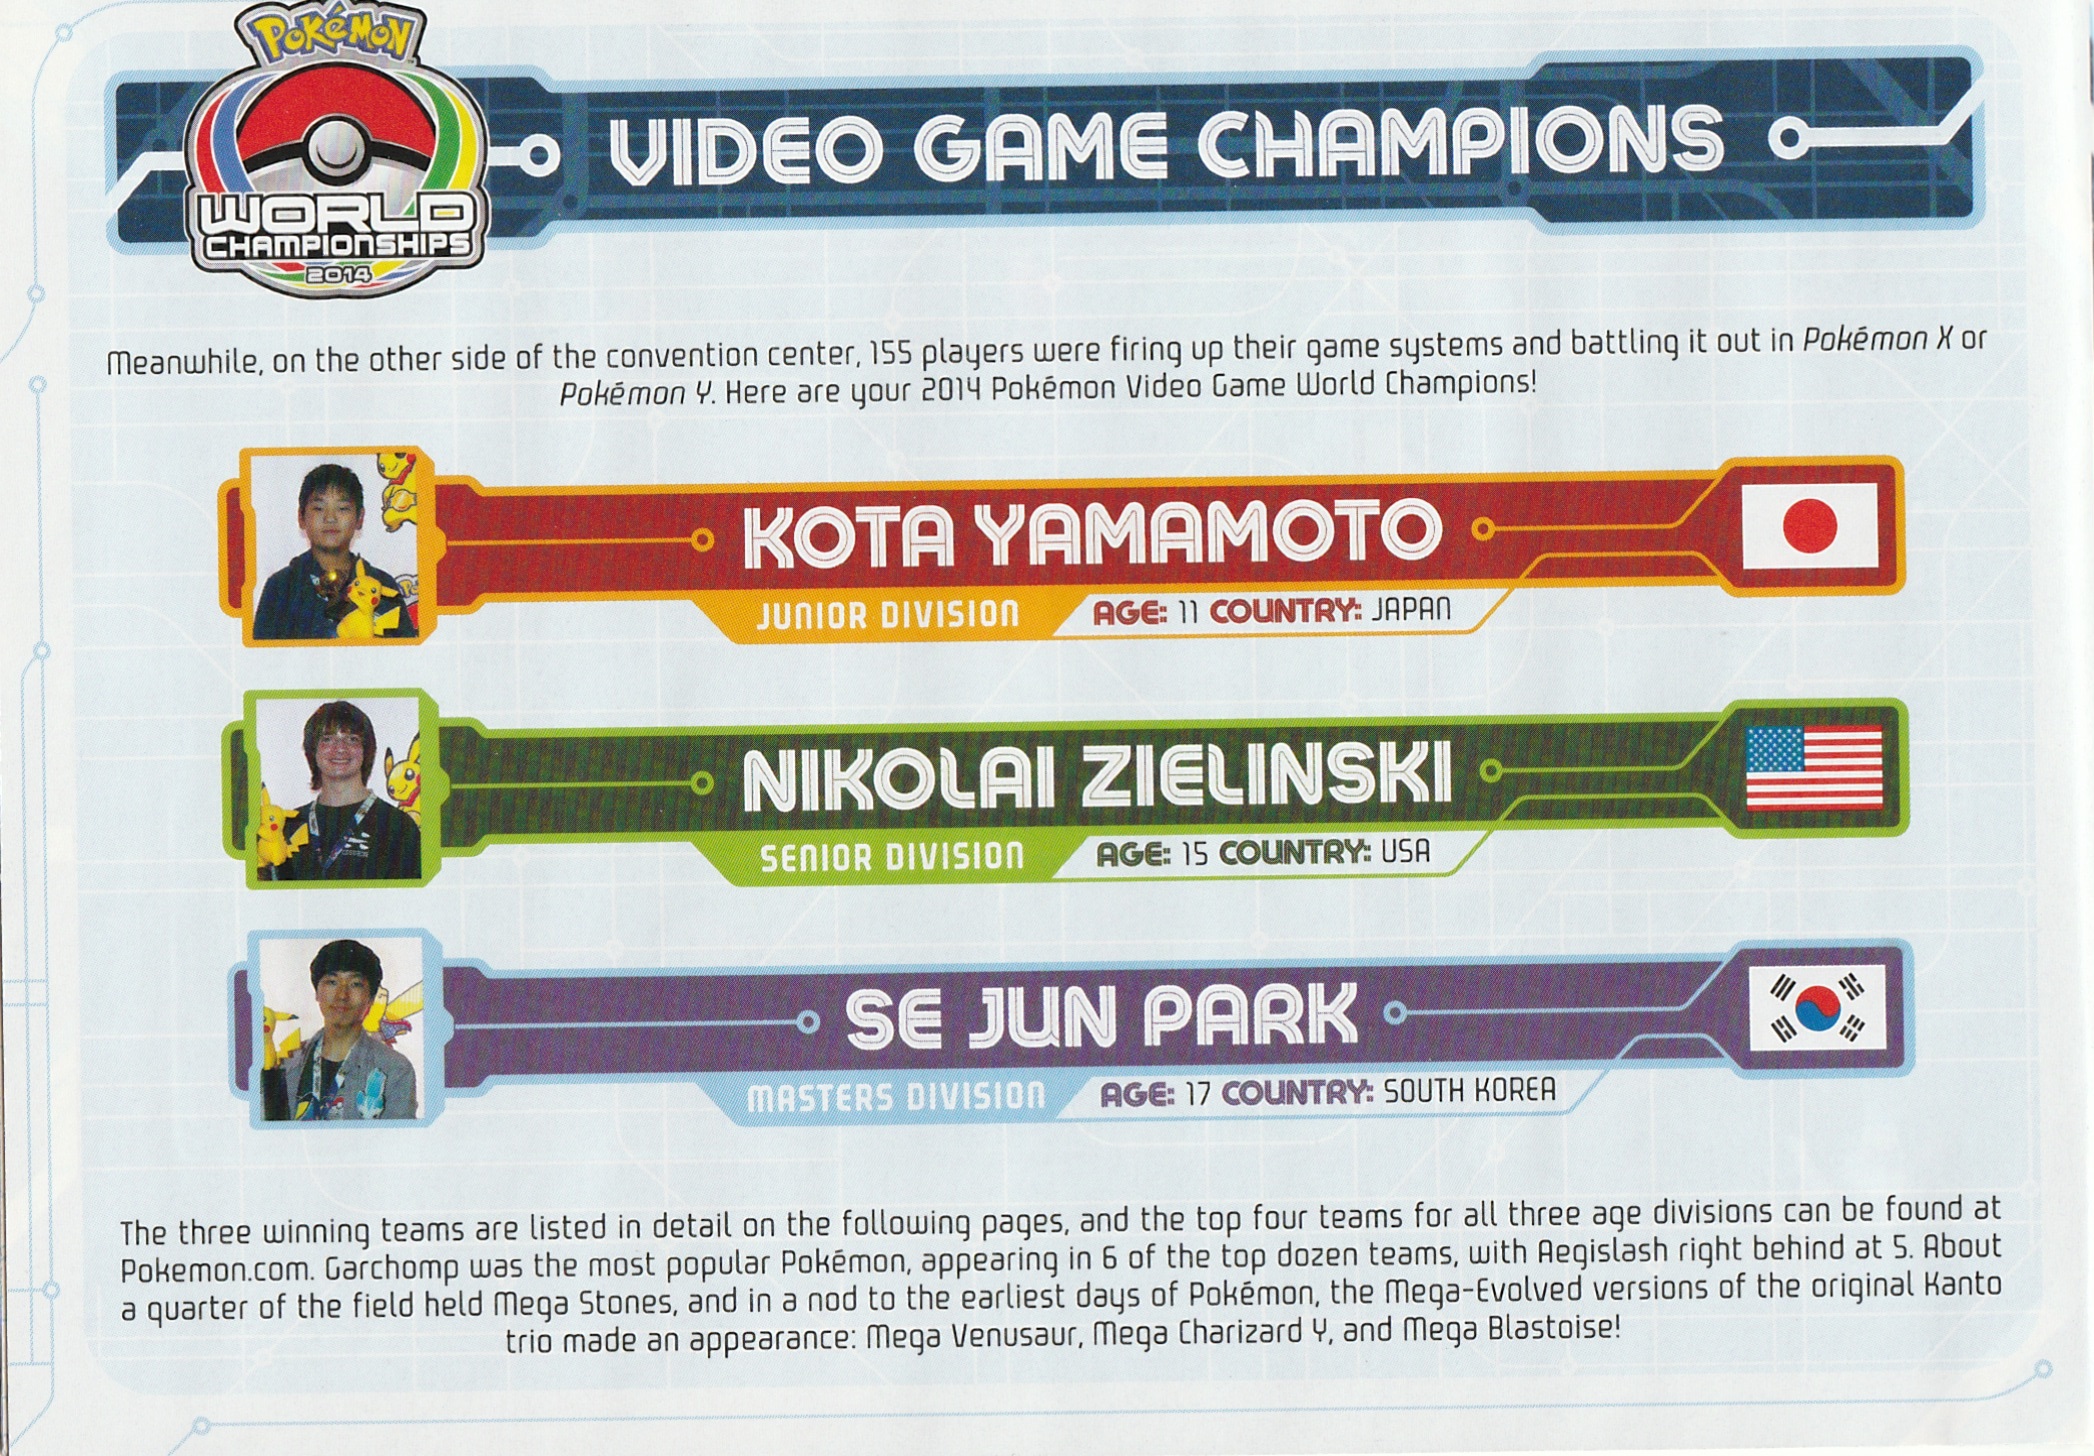 Pokémon
WORLD
CHAMPIONSHIPS
2014
VIDEO GAME CHAMPIONS
Meanwhile, on the other side of the convention center, 155 players were firing up their game systems and battling it out in Pokémon X or
Pokémon Y. Here are your 2014 Pokémon Video Game World Champions!
KOTA YAMAMOTO
JUNIOR DIVISION AGE: 11 COUNTRY: JAPAN
NIKOLAI ZIELINSKI
SENIOR DIVISION AGE: 15 COUNTRY: USA
SE JUN PARK
MASTERS DIVISION AGE: 17 COUNTRY: SOUTH KOREA
The three winning teams are listed in detail on the following pages, and the top four teams for all three age divisions can be found at
Pokemon.com. Garchomp was the most popular Pokémon, appearing in 6 of the top dozen teams, with Aegislash right behind at 5. About
a quarter of the field held Mega Stones, and in a nod to the earliest days of Pokémon, the Mega-Evolved versions of the original Kanto
trio made an appearance: Mega Venusaur, Mega Charizard Y, and Mega Blastoise!